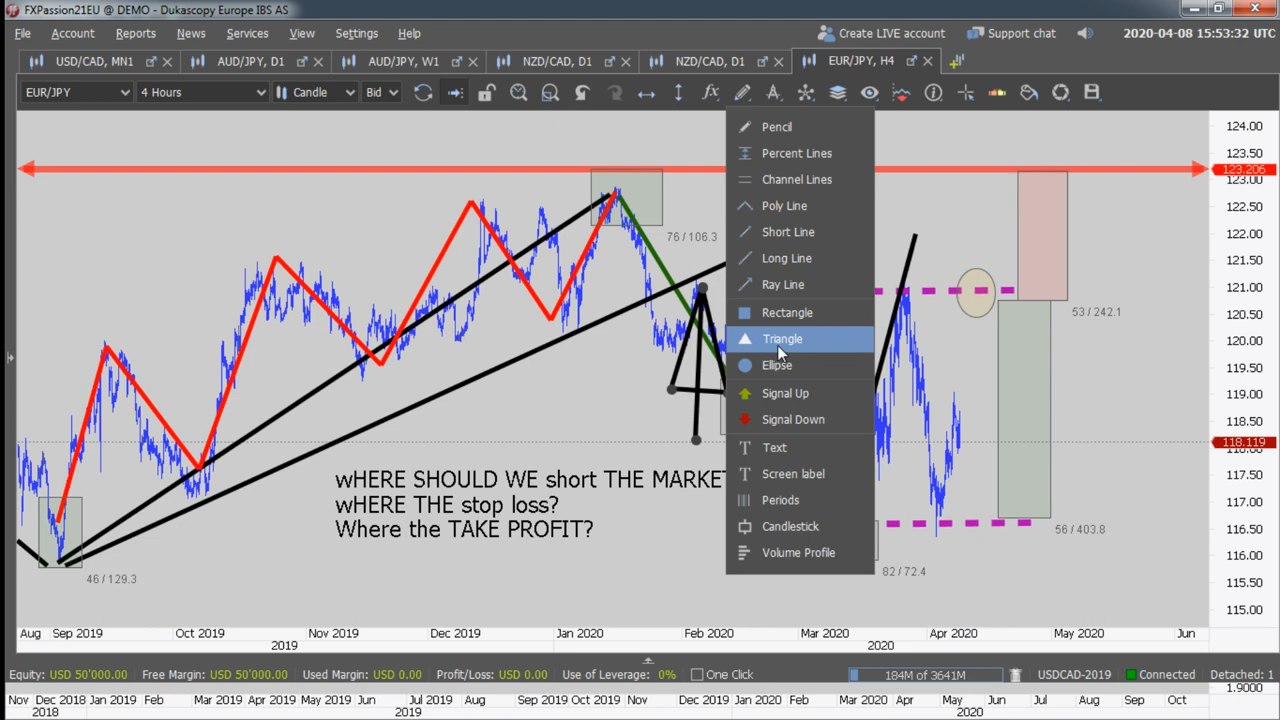 FXPassion21EU @ DEMO - Dukascopy Europe IBS AS
File Account Reports News Services View Settings Help
Create LIVE account Support chat 2020-04-08 15:53:32 UTC
USD/CAD, MN1 AUD/JPY, D1 AUD/JPY, W1 NZD/CAD, D1 NZD/CAD, D1 EUR/JPY, H4
EUR/JPY 4 Hours Candle Bid
Pencil
Percent Lines
Channel Lines
Poly Line
Short Line
Long Line
Ray Line
Rectangle
Triangle
Ellipse
Signal Up
Signal Down
Text
Screen label
Periods
Candlestick
Volume Profile
76 / 106.3
53 / 242.1
wHERE SHOULD WE short THE MARKET
wHERE THE stop loss?
Where the TAKE PROFIT?
56 / 403.8
82 / 72.4
46 / 129.3
124.00
123.50
123.206
123.00
122.50
122.00
121.50
121.00
120.50
120.00
119.50
119.00
118.50
118.119
117.50
117.00
116.50
116.00
115.50
115.00
Aug Sep 2019 Oct 2019 Nov 2019 Dec 2019 Jan 2020 Feb 2020 Mar 2020 Apr 2020 May 2020 Jun
2019 2020
Equity: USD 50'000.00 Free Margin: USD 50'000.00 Used Margin: USD 0.00 Profit/Loss: USD 0.00 Use of Leverage: 0% One Click 184M of 3641M USDCAD-2019 Connected Detached: 1
1.9000
Nov Dec 2018 Jan 2019 Feb Mar 2019 Apr 2019 May 2019 Jun Jul 2019 Aug Sep 2019 Oct 2019 Nov Dec 2019 Jan 2020 Feb Mar 2020 Apr May Jun Jul Aug Sep Oct
2018 2019 2020